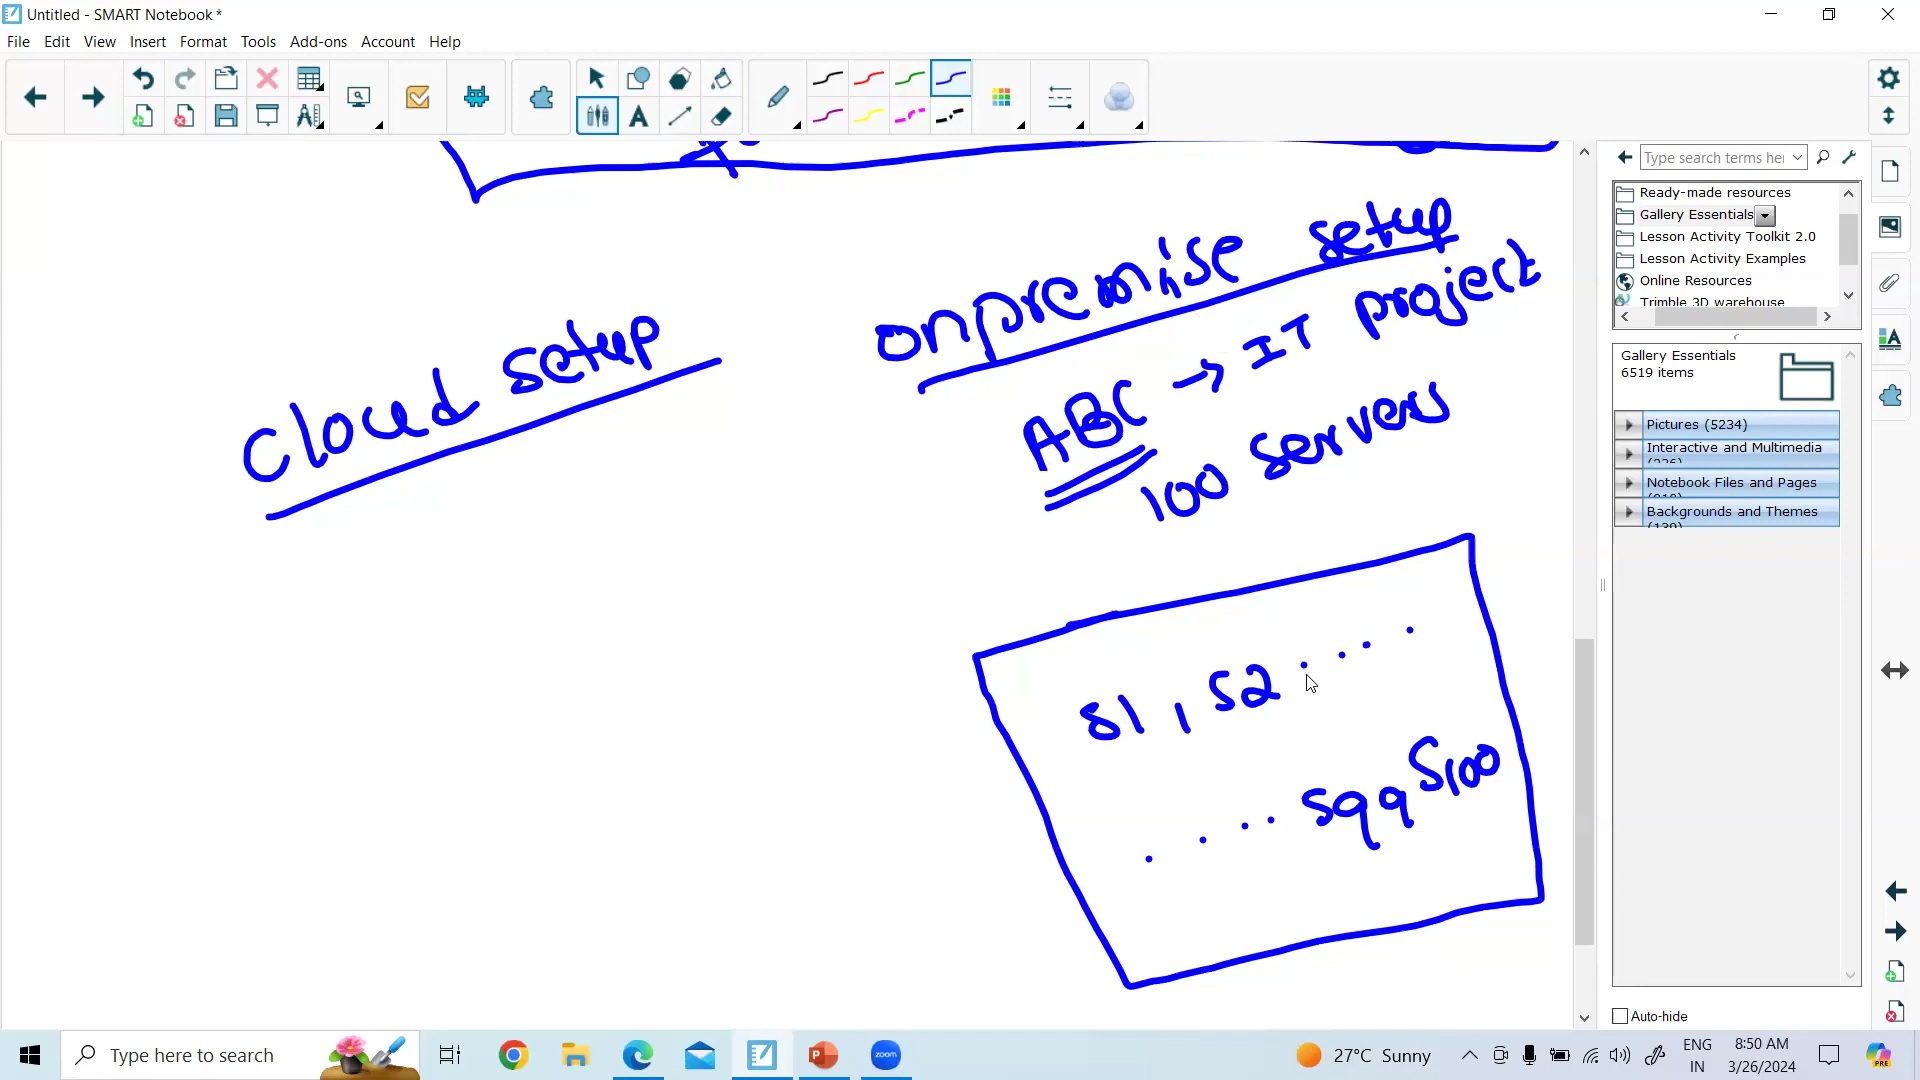 Untitled - SMART Notebook *
File Edit View Insert Format Tools Add-ons Account Help
Type search terms her
Ready-made resources
Gallery Essentials
Lesson Activity Toolkit 2.0
Lesson Activity Examples
Online Resources
Trimble 3D warehouse
Gallery Essentials
6519 items
Pictures (5234)
Interactive and Multimedia
Notebook Files and Pages
Backgrounds and Themes
Auto-hide
Cloud setup
onpremise setup
ABC → IT project
100 servers
S1, S2 . . . .
. . . . S99 S100
Type here to search
zoom
27°C Sunny
ENG
IN
8:50 AM
3/26/2024
PRE